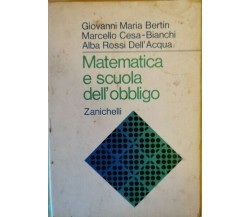 Giovanni Maria Bertin
Marcello Cesa-Bianchi
Alba Rossi Dell'Acqua
Matematica
e scuola
dell'obbligo
Zanichelli